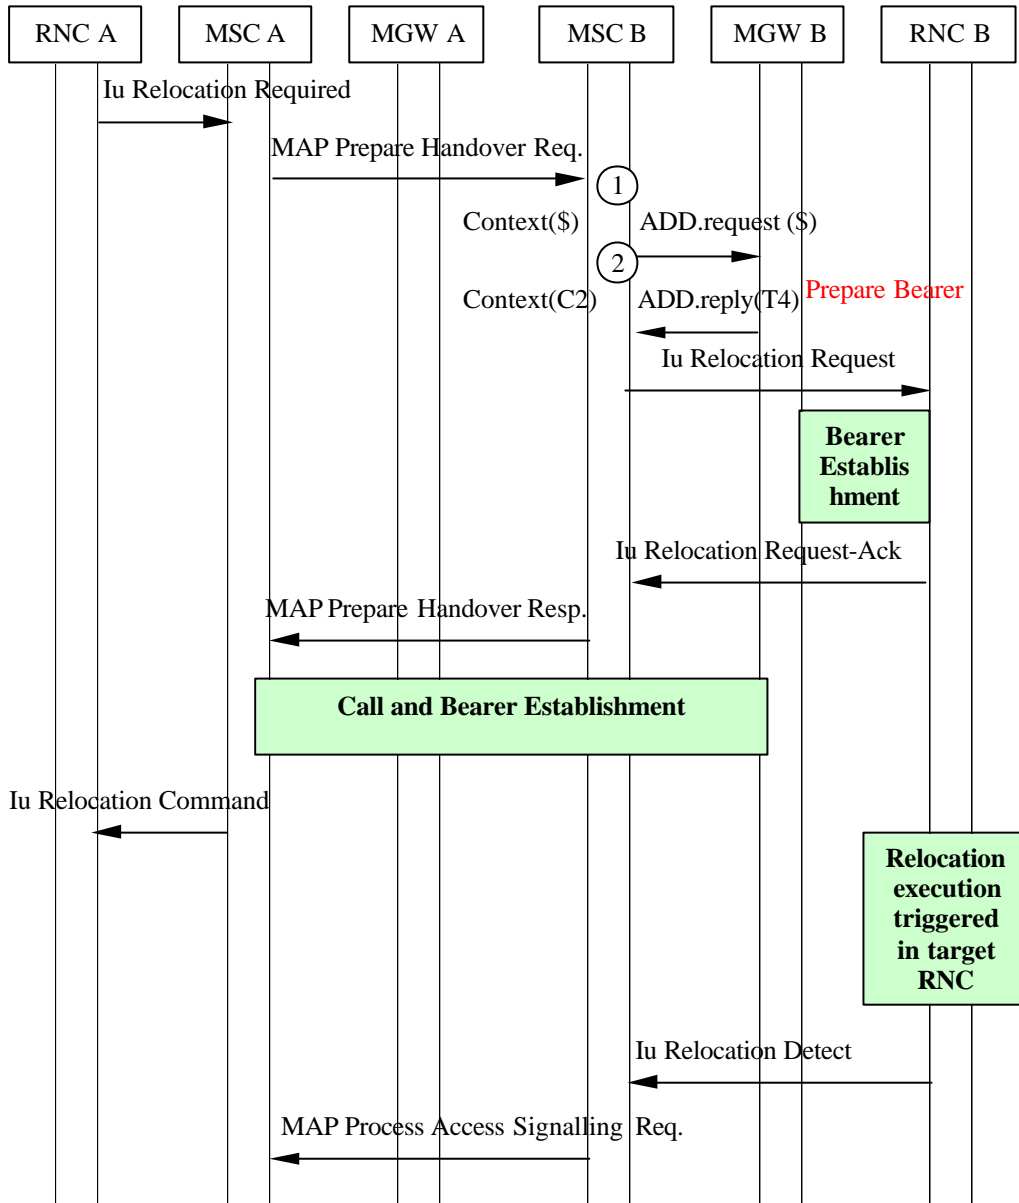 RNC A MSC A MGW A MSC B MGW B RNC B
Iu Relocation Required
MAP Prepare Handover Req.
1
Context($) ADD.request ($)
2
Context(C2) ADD.reply(T4) Prepare Bearer
Iu Relocation Request
Bearer
Establis
hment
Iu Relocation Request-Ack
MAP Prepare Handover Resp.
Call and Bearer Establishment
Iu Relocation Command
Relocation
execution
triggered
in target
RNC
Iu Relocation Detect
MAP Process Access Signalling Req.